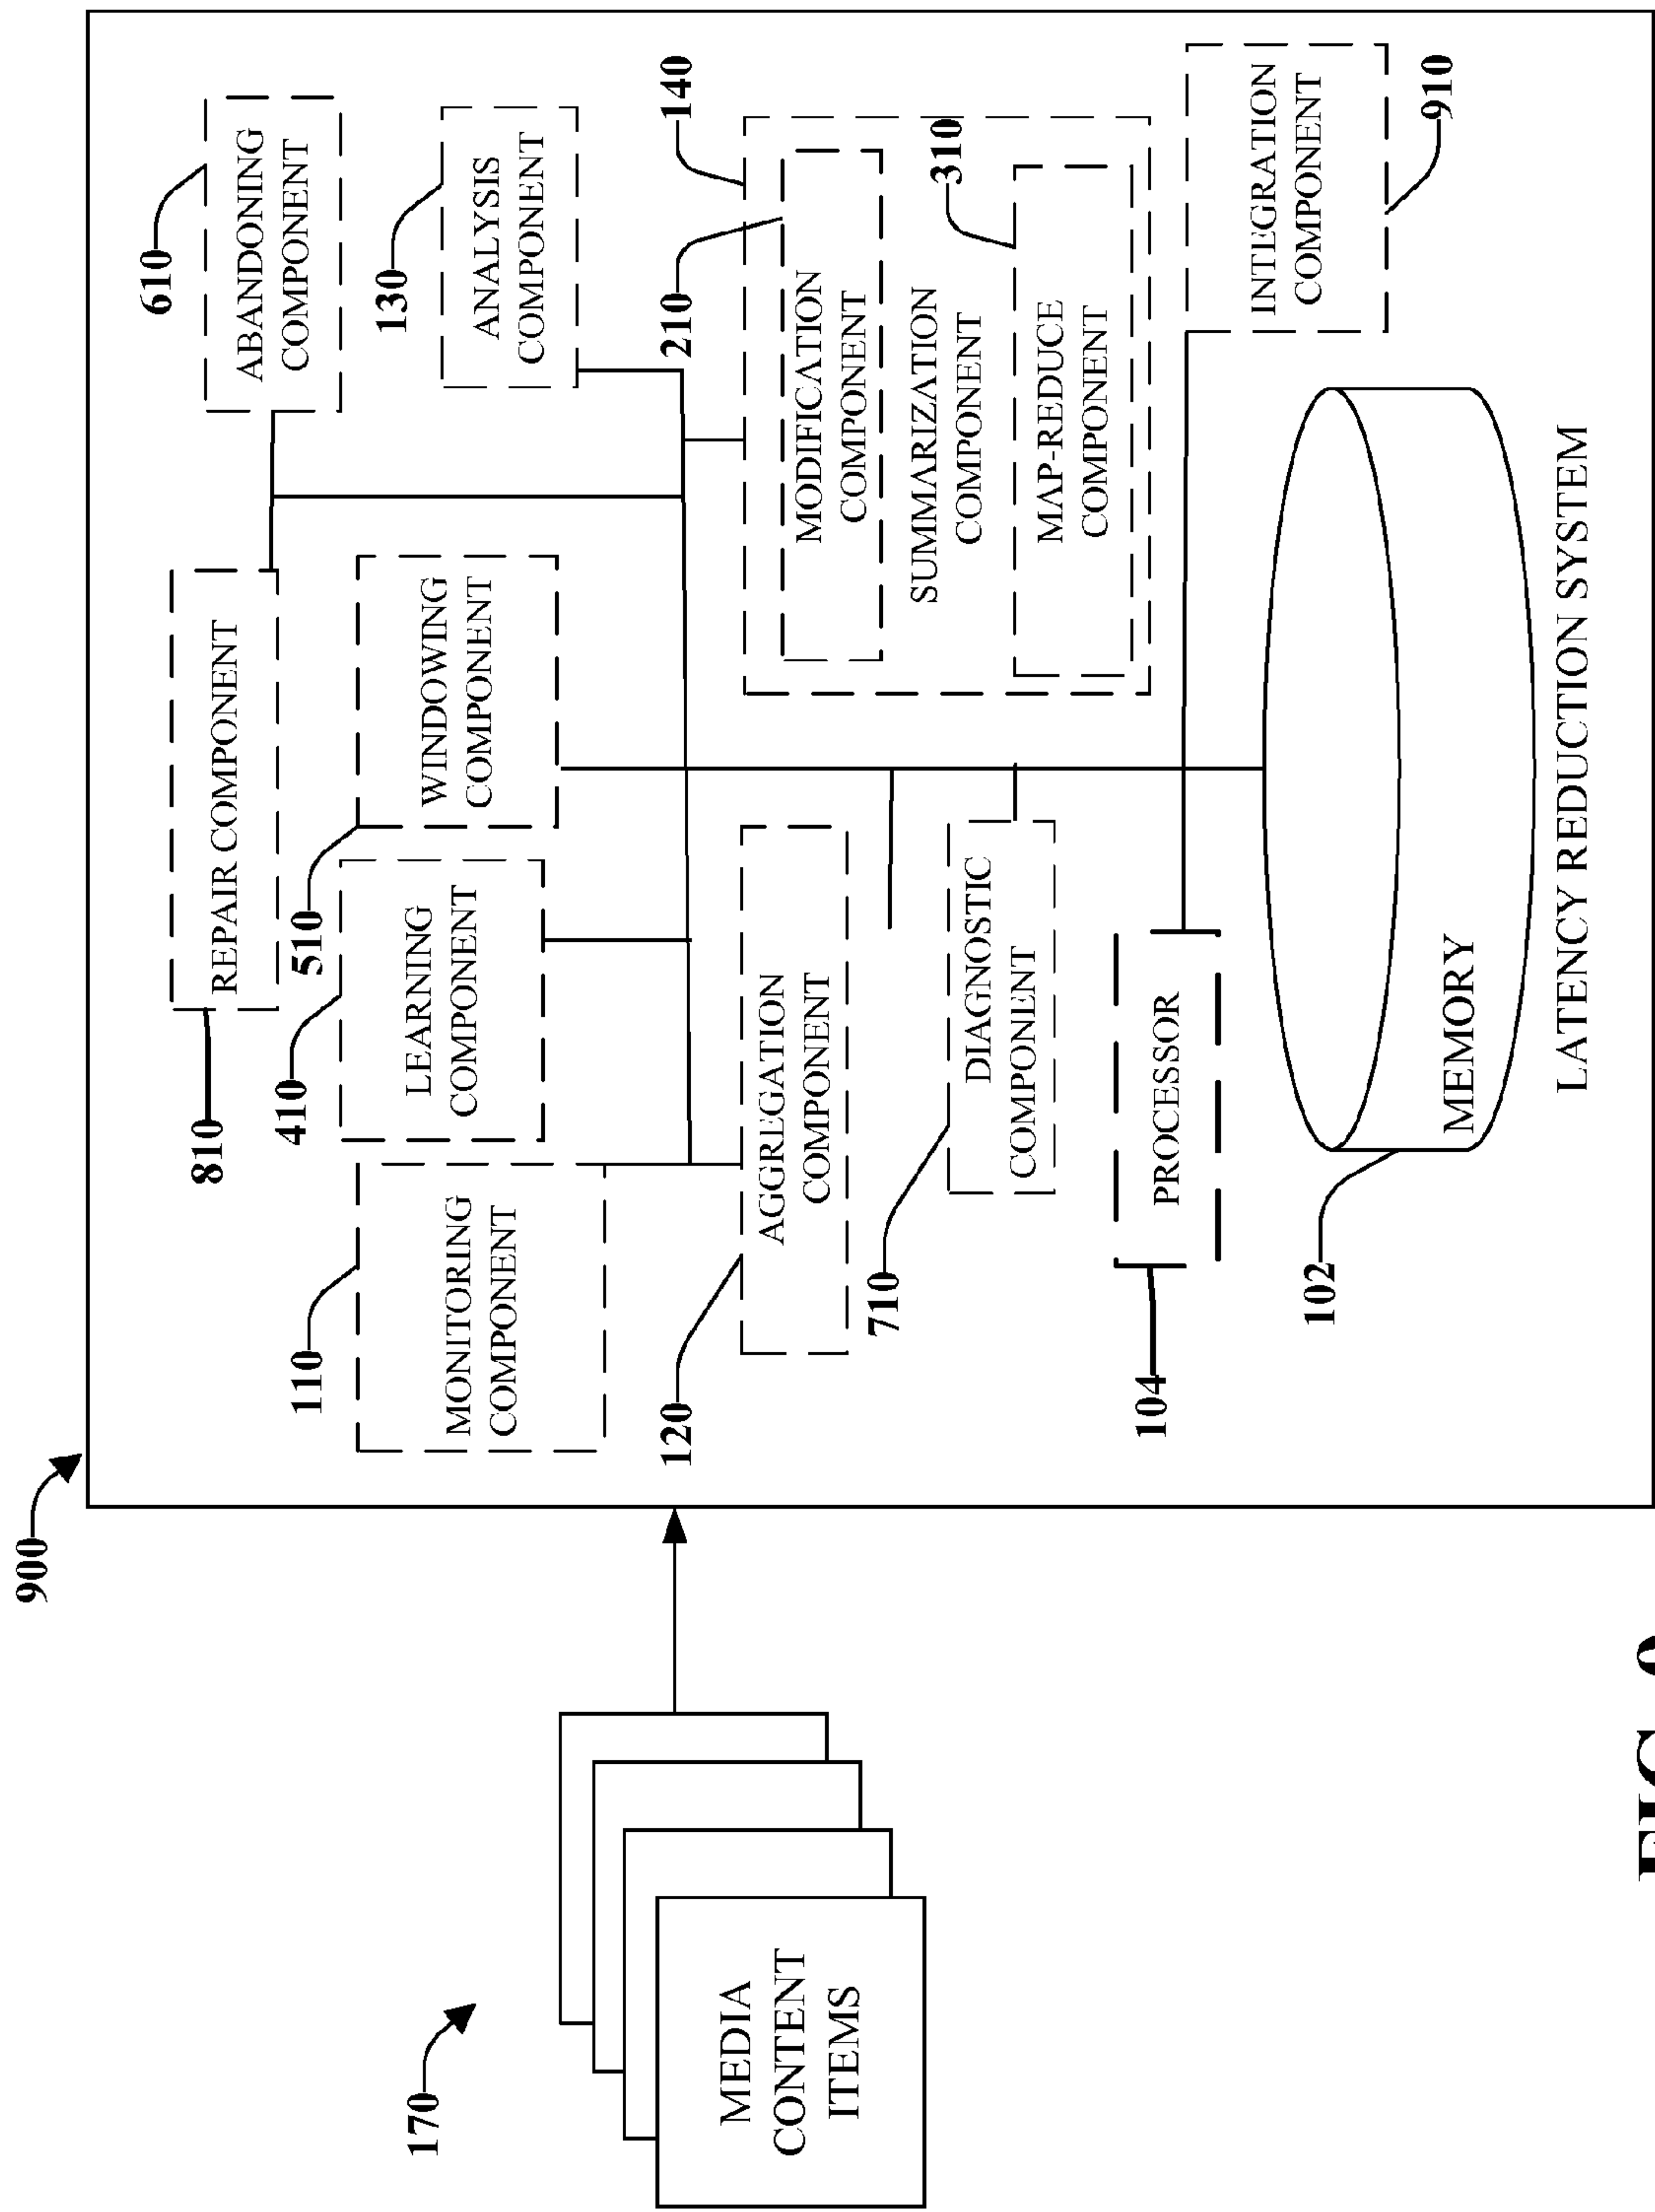 900
170
MEDIA
CONTENT
ITEMS
810
REPAIR COMPONENT
610
ABANDONING
COMPONENT
110
MONITORING
COMPONENT
410
LEARNING
COMPONENT
510
WINDOWING
COMPONENT
130
ANALYSIS
COMPONENT
120
AGGREGATION
COMPONENT
210
140
MODIFICATION
COMPONENT
SUMMARIZATION
COMPONENT
310
MAP-REDUCE
COMPONENT
710
DIAGNOSTIC
COMPONENT
104
PROCESSOR
INTEGRATION
COMPONENT
910
102
MEMORY
LATENCY REDUCTION SYSTEM
FIG.